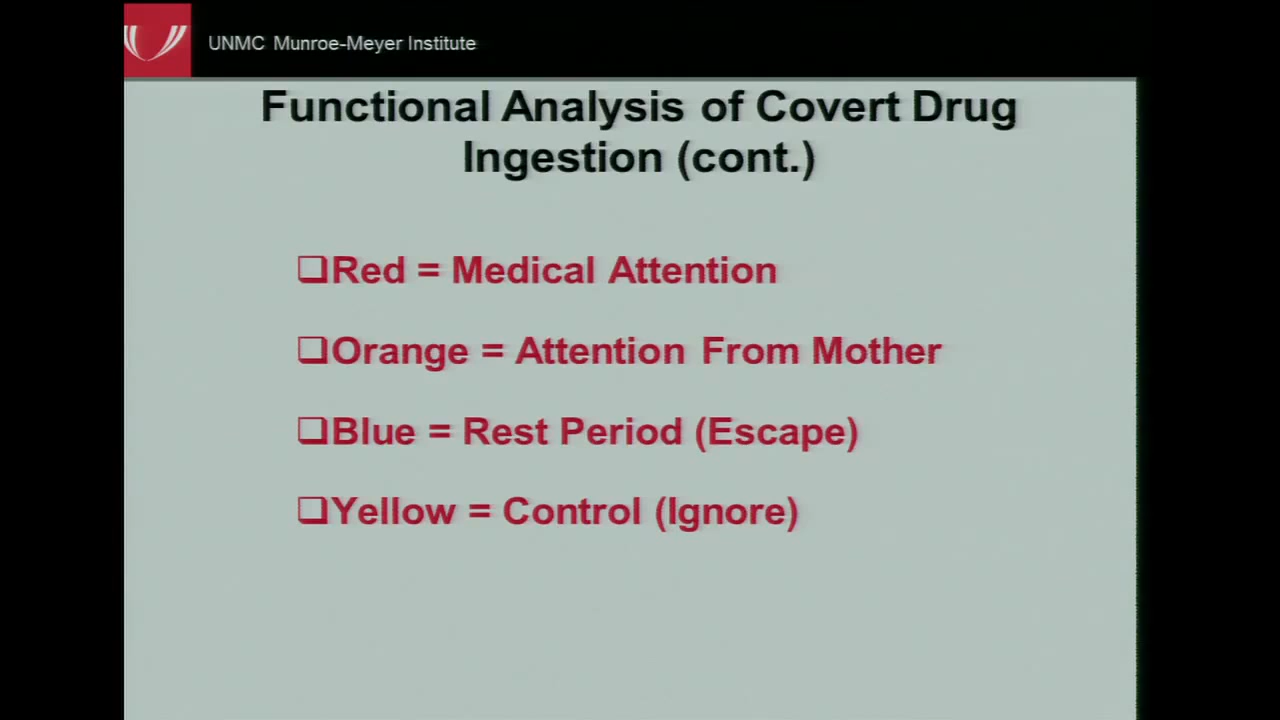 UNMC Munroe-Meyer Institute
Functional Analysis of Covert Drug
Ingestion (cont.)
❑Red = Medical Attention
❑Orange = Attention From Mother
❑Blue = Rest Period (Escape)
❑Yellow = Control (Ignore)